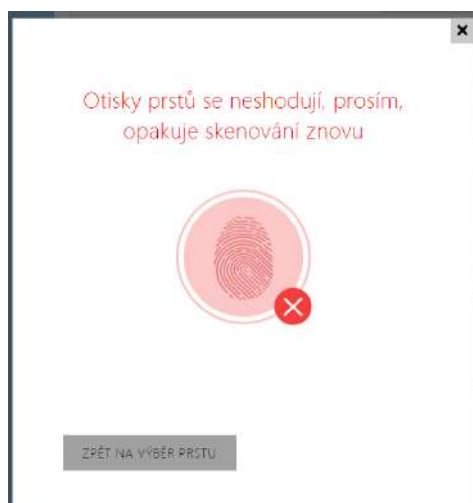 Otisky prstů se neshodují, prosím,
opakuje skenování znovu
ZPĚT NA VÝBĚR PRSTU